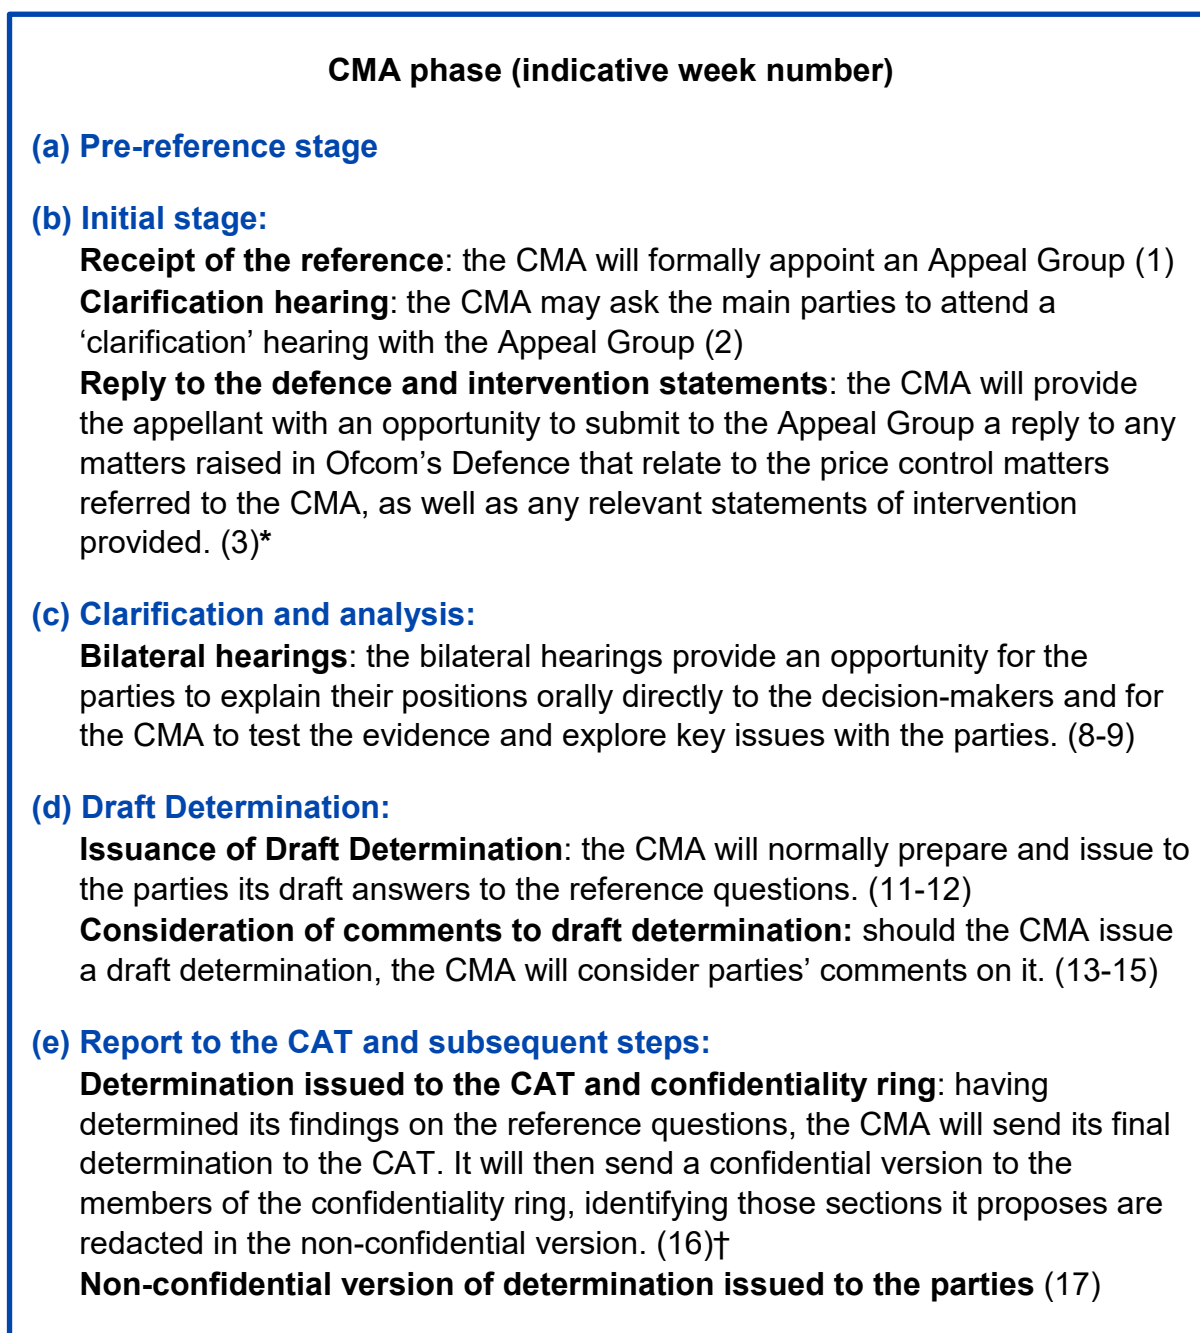 CMA phase (indicative week number)
(a) Pre-reference stage
(b) Initial stage:
Receipt of the reference: the CMA will formally appoint an Appeal Group (1)
Clarification hearing: the CMA may ask the main parties to attend a
‘clarification’ hearing with the Appeal Group (2)
Reply to the defence and intervention statements: the CMA will provide
the appellant with an opportunity to submit to the Appeal Group a reply to any
matters raised in Ofcom’s Defence that relate to the price control matters
referred to the CMA, as well as any relevant statements of intervention
provided. (3)*
(c) Clarification and analysis:
Bilateral hearings: the bilateral hearings provide an opportunity for the
parties to explain their positions orally directly to the decision-makers and for
the CMA to test the evidence and explore key issues with the parties. (8-9)
(d) Draft Determination:
Issuance of Draft Determination: the CMA will normally prepare and issue to
the parties its draft answers to the reference questions. (11-12)
Consideration of comments to draft determination: should the CMA issue
a draft determination, the CMA will consider parties’ comments on it. (13-15)
(e) Report to the CAT and subsequent steps:
Determination issued to the CAT and confidentiality ring: having
determined its findings on the reference questions, the CMA will send its final
determination to the CAT. It will then send a confidential version to the
members of the confidentiality ring, identifying those sections it proposes are
redacted in the non-confidential version. (16)†
Non-confidential version of determination issued to the parties (17)